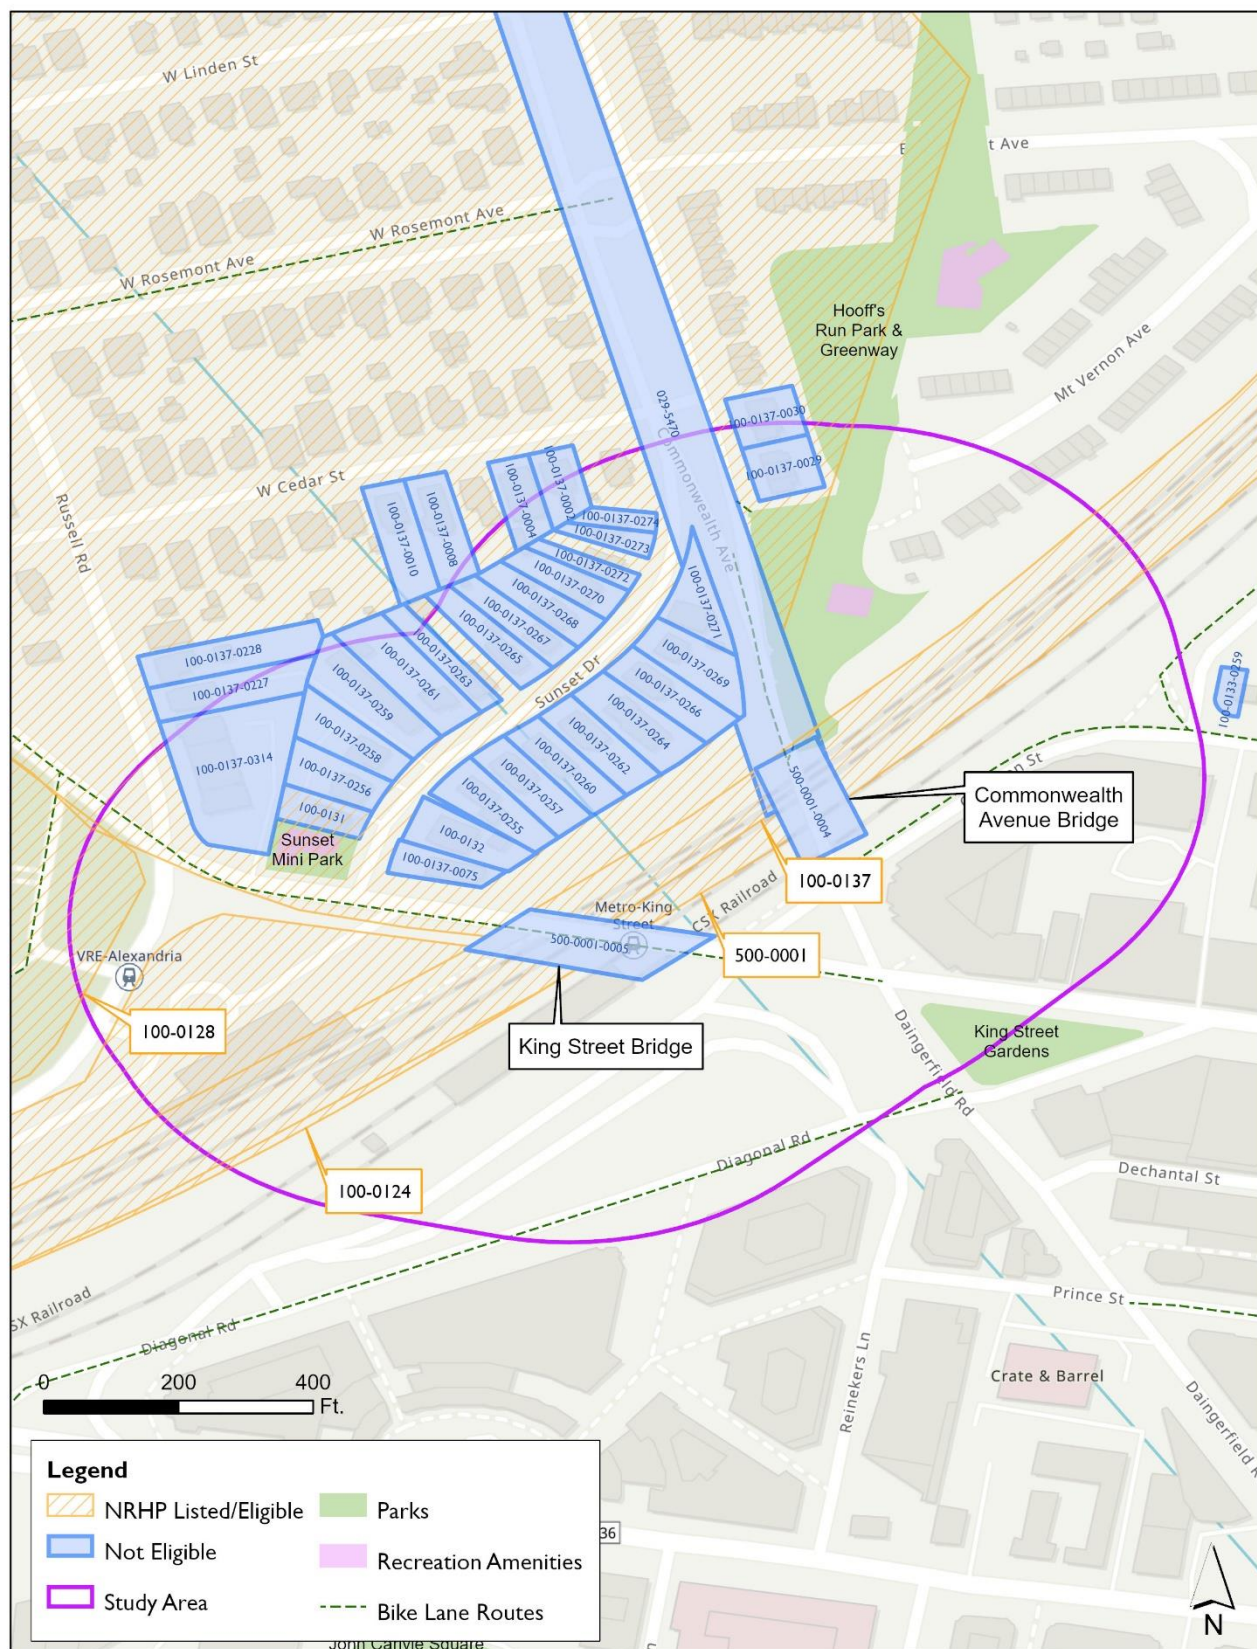 W Linden St
t Ave
W Rosemont Ave
W Rosemont Ave
Hooff's
Run Park &
Greenway
Mt Vernon Ave
029-5470
Commonwealth Ave
100-0137-0030
100-0137-0029
W Cedar St
Russell Rd
100-0137-0010
100-0137-0008
100-0137-0004
100-0137-0002
100-0137-0274
100-0137-0273
100-0137-0272
100-0137-0270
100-0137-0268
100-0137-0267
100-0137-0265
100-0137-0263
100-0137-0261
100-0137-0259
100-0137-0258
100-0137-0256
100-0131
100-0137-0228
100-0137-0227
100-0137-0314
Sunset Dr
100-0137-0271
100-0137-0269
100-0137-0266
100-0137-0264
100-0137-0262
100-0137-0260
100-0137-0257
100-0137-0255
100-0132
100-0137-0075
100-0133-0259
Sunset
Mini Park
500-0001-0004
Commonwealth
Avenue Bridge
n St
100-0137
CSX Railroad
Metro-King
Street
500-0001-0005
500-0001
VRE-Alexandria
100-0128
King Street Bridge
King Street
Gardens
Daingerfield Rd
Diagonal Rd
100-0124
Dechantal St
SX Railroad
Diagonal Rd
Prince St
Reinekers Ln
Crate & Barrel
Daingerfield R
0 200 400
Ft.
Legend
NRHP Listed/Eligible
Not Eligible
Study Area
Parks
Recreation Amenities
Bike Lane Routes
36
John Carlyle Square
N